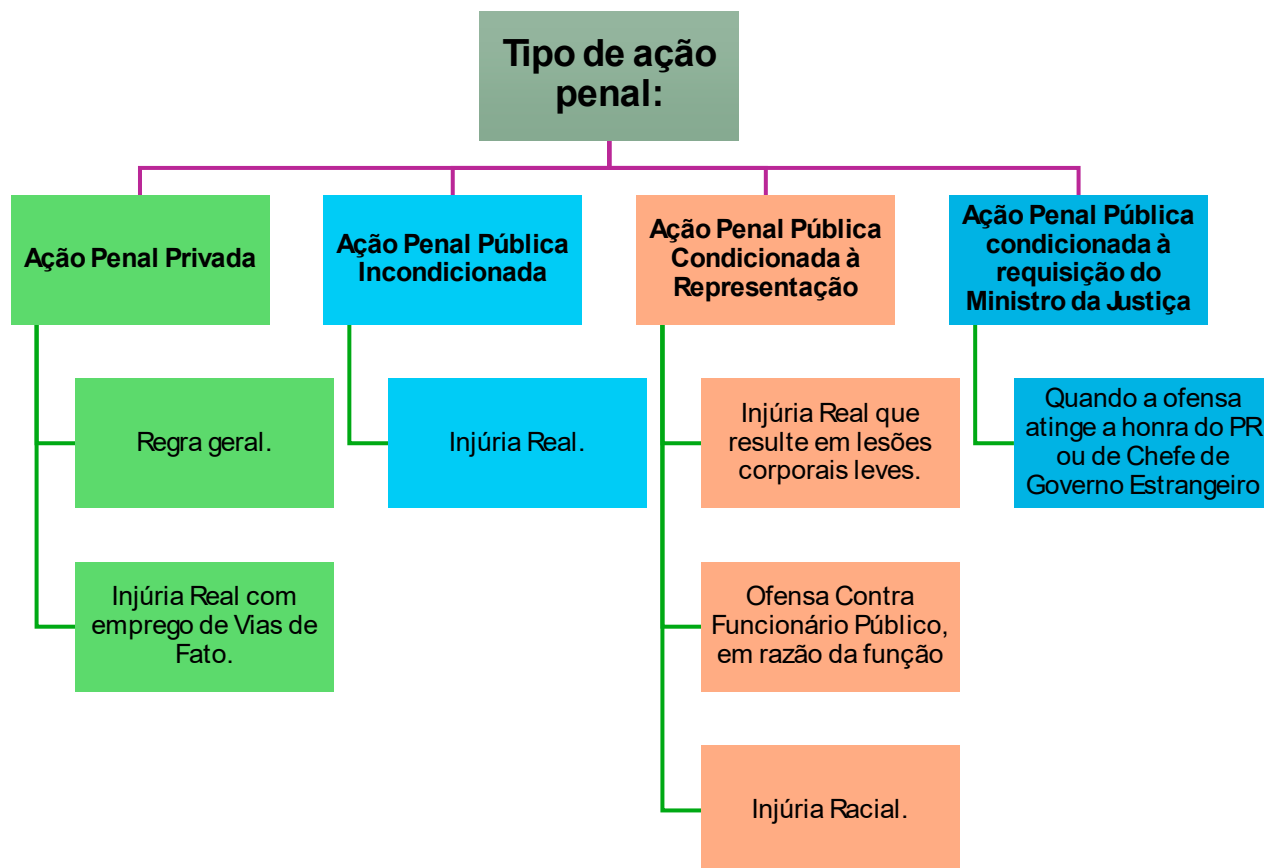 Tipo de ação
penal:
Ação Penal Privada
Ação Penal Pública
Incondicionada
Ação Penal Pública
Condicionada à
Representação
Ação Penal Pública
condicionada à
requisição do
Ministro da Justiça
Regra geral.
Injúria Real com
emprego de Vias de
Fato.
Injúria Real.
Injúria Real que
resulte em lesões
corporais leves.
Ofensa Contra
Funcionário Público,
em razão da função
Injúria Racial.
Quando a ofensa
atinge a honra do PR
ou de Chefe de
Governo Estrangeiro